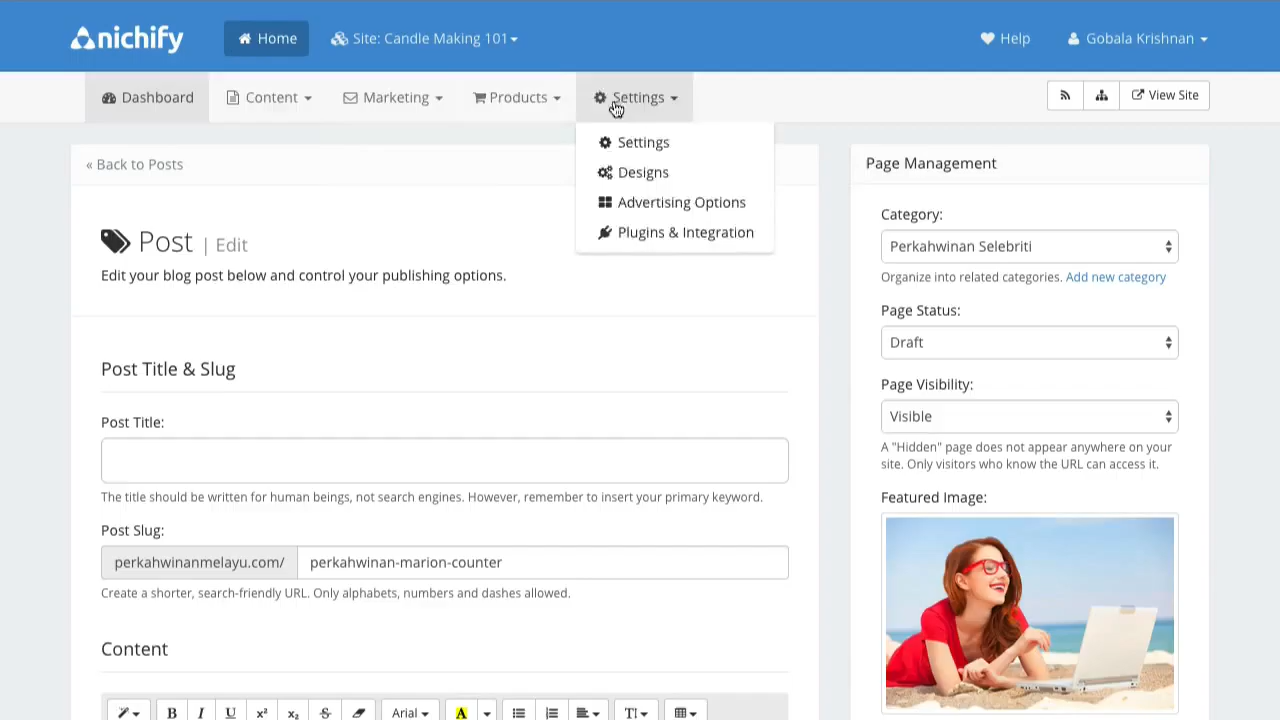 nichify
Home
Site: Candle Making 101
Help
Gobala Krishnan
Dashboard
Content
Marketing
Products
Settings
View Site
Settings
Designs
Advertising Options
Plugins & Integration
« Back to Posts
Post | Edit
Edit your blog post below and control your publishing options.
Post Title & Slug
Post Title:
The title should be written for human beings, not search engines. However, remember to insert your primary keyword.
Post Slug:
perkahwinanmelayu.com/ perkahwinan-marion-counter
Create a shorter, search-friendly URL. Only alphabets, numbers and dashes allowed.
Content
B I U x² x₂ S Arial A T!
Page Management
Category:
Perkahwinan Selebriti
Organize into related categories. Add new category
Page Status:
Draft
Page Visibility:
Visible
A "Hidden" page does not appear anywhere on your
site. Only visitors who know the URL can access it.
Featured Image: